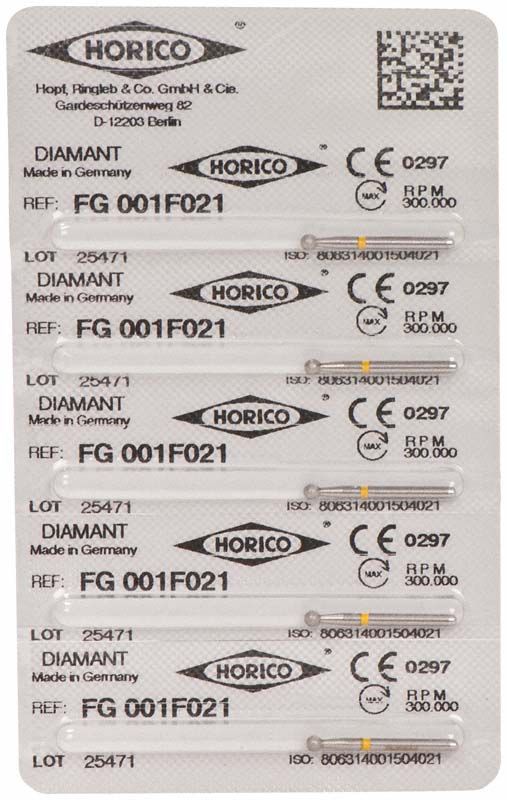 HORICO ®
Hopf, Ringleb & Co. GmbH & Cie.
Gardeschützenweg 82
D-12203 Berlin
DIAMANT HORICO ® CE 0297
Made in Germany MAX RPM
REF: FG 001F021 300.000
LOT 25471 ISO: 806314001504021
DIAMANT HORICO ® CE 0297
Made in Germany MAX RPM
REF: FG 001F021 300.000
LOT 25471 ISO: 806314001504021
DIAMANT HORICO ® CE 0297
Made in Germany MAX RPM
REF: FG 001F021 300.000
LOT 25471 ISO: 806314001504021
DIAMANT HORICO ® CE 0297
Made in Germany MAX RPM
REF: FG 001F021 300.000
LOT 25471 ISO: 806314001504021
DIAMANT HORICO ® CE 0297
Made in Germany MAX RPM
REF: FG 001F021 300.000
LOT 25471 ISO: 806314001504021